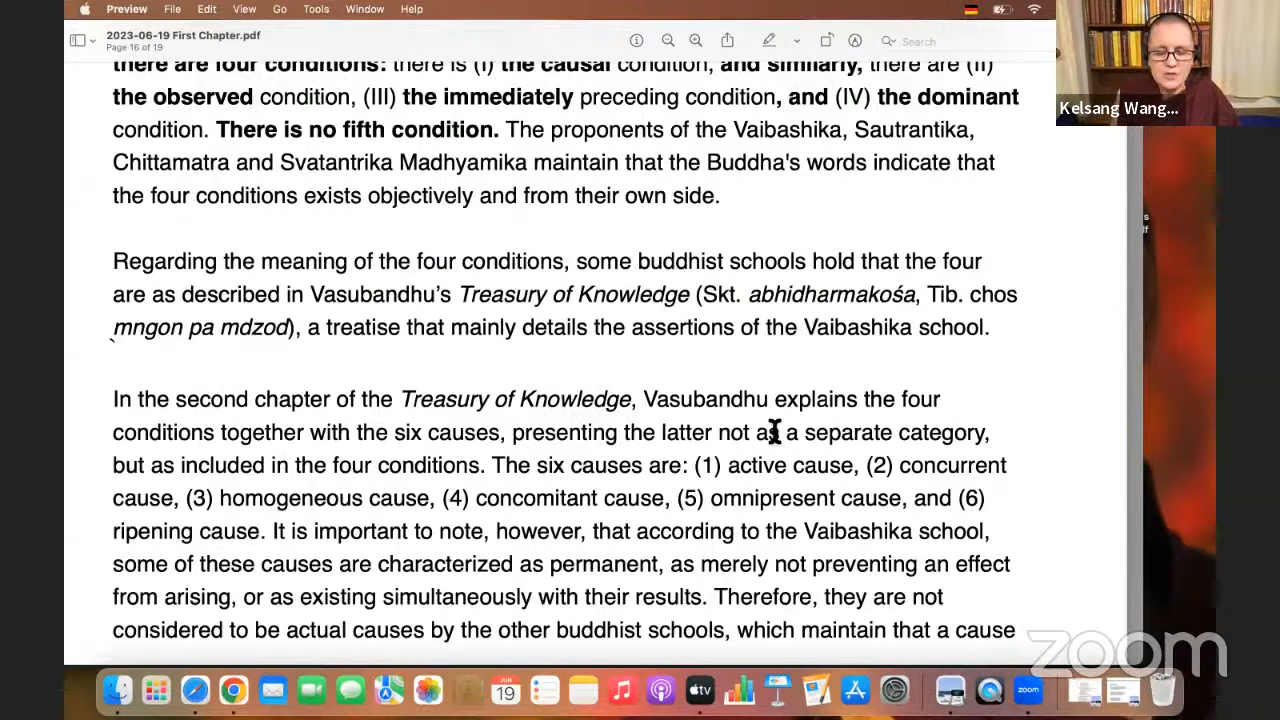 Preview File Edit View Go Tools Window Help
2023-06-19 First Chapter.pdf
Page 16 of 19
Search
Kelsang Wang...
there are four conditions: there is (I) the causal condition, and similarly, there are (II)
the observed condition, (III) the immediately preceding condition, and (IV) the dominant
condition. There is no fifth condition. The proponents of the Vaibashika, Sautrantika,
Chittamatra and Svatantrika Madhyamika maintain that the Buddha's words indicate that
the four conditions exists objectively and from their own side.
Regarding the meaning of the four conditions, some buddhist schools hold that the four
are as described in Vasubandhu's Treasury of Knowledge (Skt. abhidharmakośa, Tib. chos
mngon pa mdzod), a treatise that mainly details the assertions of the Vaibashika school.
In the second chapter of the Treasury of Knowledge, Vasubandhu explains the four
conditions together with the six causes, presenting the latter not as a separate category,
but as included in the four conditions. The six causes are: (1) active cause, (2) concurrent
cause, (3) homogeneous cause, (4) concomitant cause, (5) omnipresent cause, and (6)
ripening cause. It is important to note, however, that according to the Vaibashika school,
some of these causes are characterized as permanent, as merely not preventing an effect
from arising, or as existing simultaneously with their results. Therefore, they are not
considered to be actual causes by the other buddhist schools, which maintain that a cause
zoom
JUN
19
tv
zoom